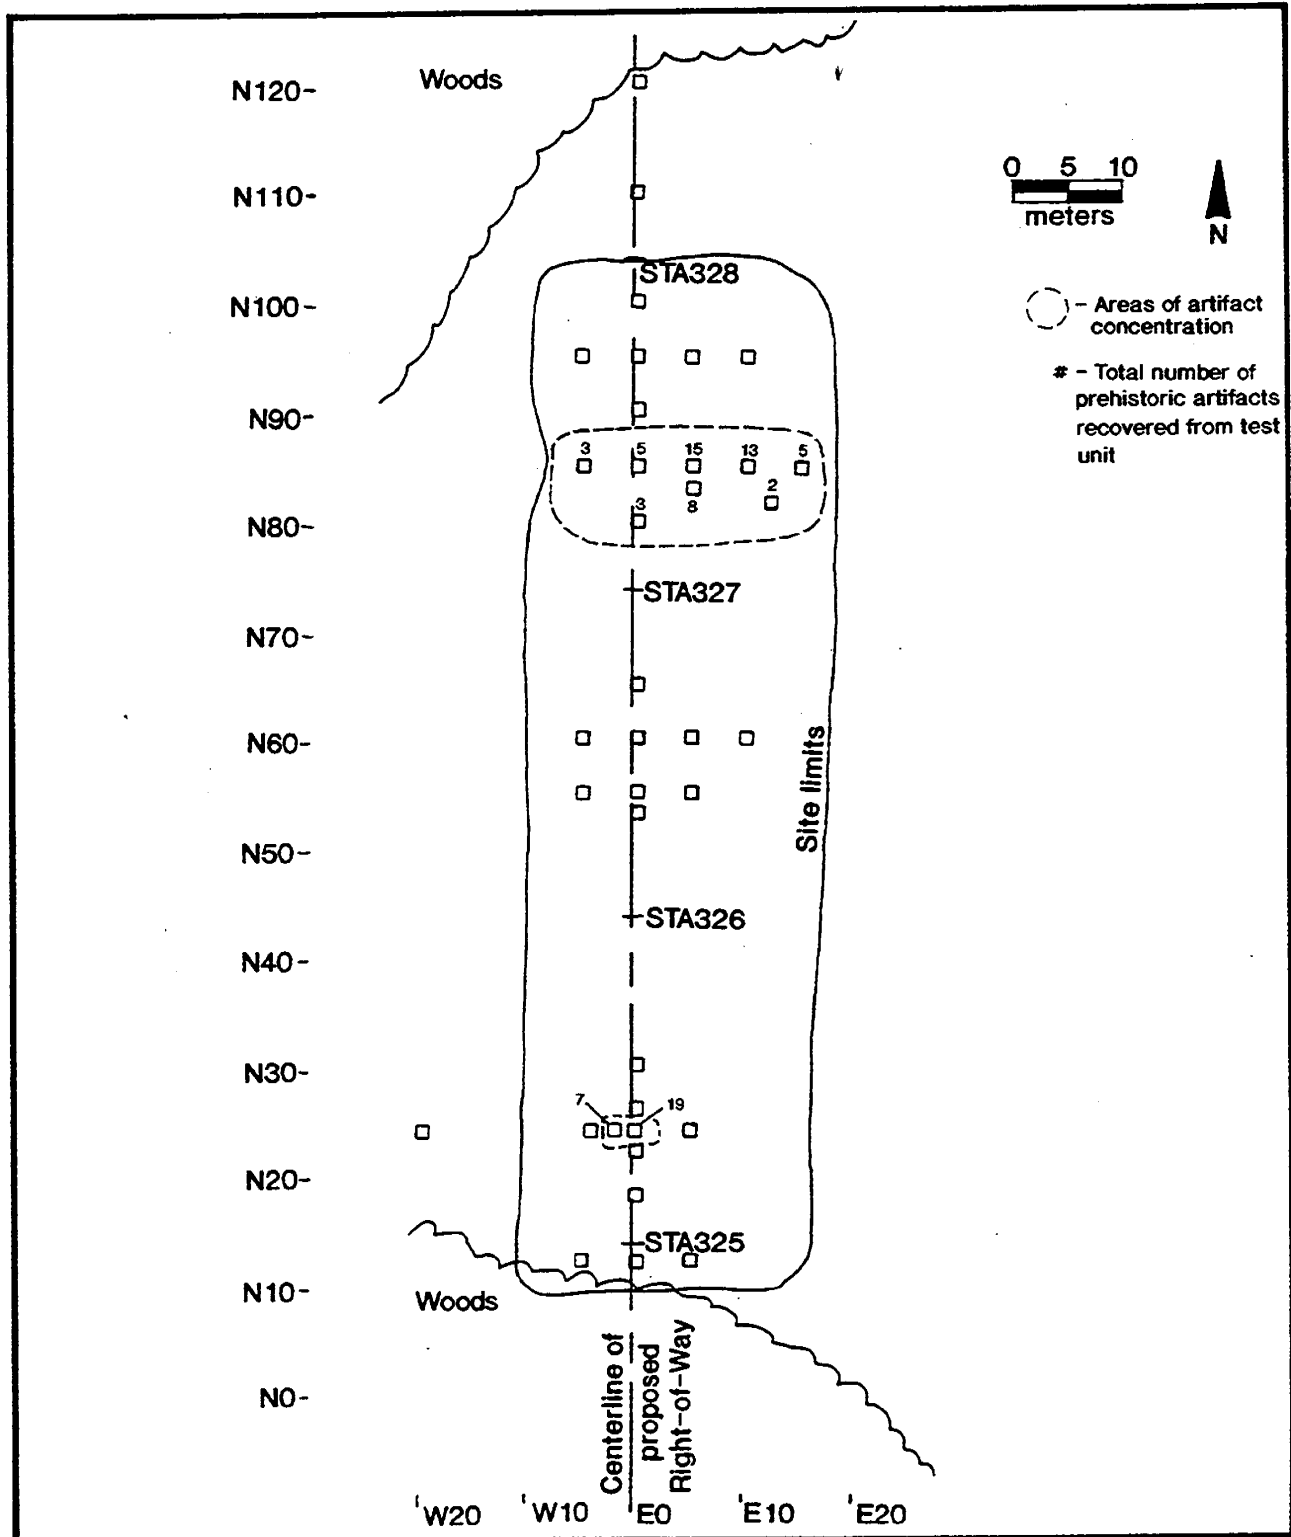 Woods
N120-
0 5 10
meters
N110-
N
STA328
N100-
- Areas of artifact
concentration
# - Total number of
prehistoric artifacts
recovered from test
unit
N90-
3 5 15 13 5
2
3 8
N80-
STA327
N70-
N60-
Site limits
N50-
STA326
N40-
N30-
7 19
N20-
STA325
N10-
Woods
Centerline of
proposed
Right-of-Way
N0-
'W20 'W10 E0 'E10 'E20